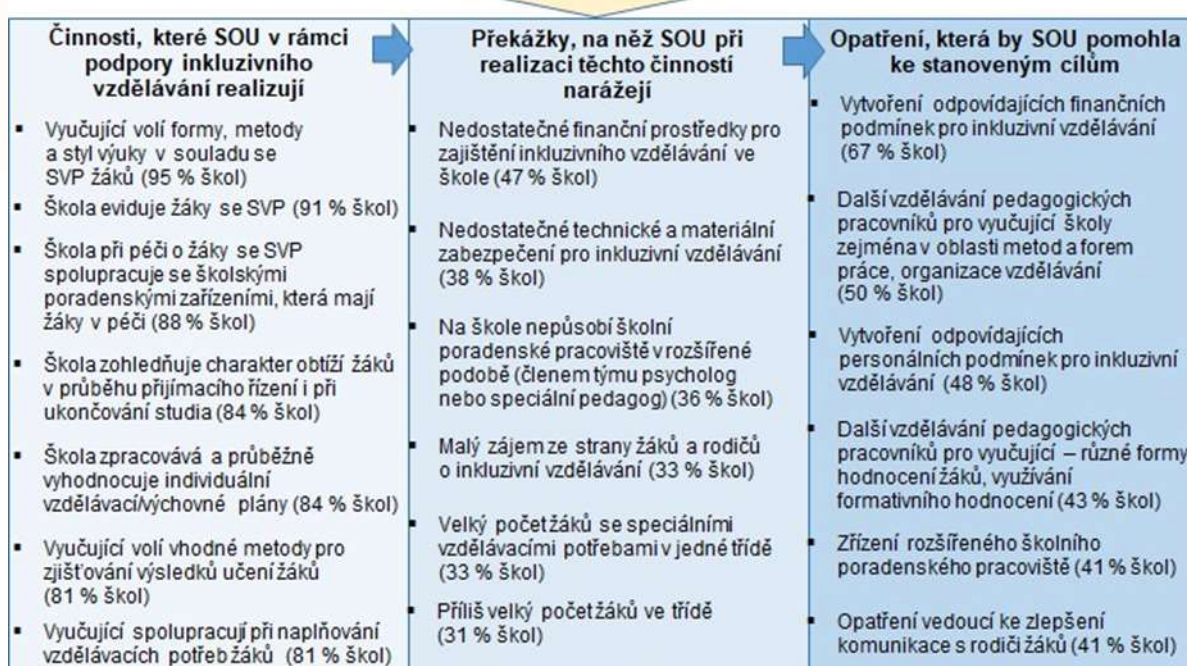 Činnosti, které SOU v rámci
podpory inkluzivního
vzdělávání realizují
▪ Vyučující volí formy, metody
a styl výuky v souladu se
SVP žáků (95 % škol)
▪ Škola eviduje žáky se SVP (91 % škol)
▪ Škola při péči o žáky se SVP
spolupracuje se školskými
poradenskými zařízeními, která mají
žáky v péči (88 % škol)
▪ Škola zohledňuje charakter obtíží žáků
v průběhu přijímacího řízení i při
ukončování studia (84 % škol)
▪ Škola zpracovává a průběžně
vyhodnocuje individuální
vzdělávací/výchovné plány (84 % škol)
▪ Vyučující volí vhodné metody pro
zjišťování výsledků učení žáků
(81 % škol)
▪ Vyučující spolupracují při naplňování
vzdělávacích potřeb žáků (81 % škol)
Překážky, na něž SOU při
realizaci těchto činností
narážejí
▪ Nedostatečné finanční prostředky pro
zajištění inkluzivního vzdělávání ve
škole (47 % škol)
▪ Nedostatečné technické a materiální
zabezpečení pro inkluzivní vzdělávání
(38 % škol)
▪ Na škole nepůsobí školní
poradenské pracoviště v rozšířené
podobě (členem týmu psycholog
nebo speciální pedagog) (36 % škol)
▪ Malý zájem ze strany žáků a rodičů
o inkluzivní vzdělávání (33 % škol)
▪ Velký počet žáků se speciálními
vzdělávacími potřebami v jedné třídě
(33 % škol)
▪ Příliš velký počet žáků ve třídě
(31 % škol)
Opatření, která by SOU pomohla
ke stanoveným cílům
▪ Vytvoření odpovídajících finančních
podmínek pro inkluzivní vzdělávání
(67 % škol)
▪ Další vzdělávání pedagogických
pracovníků pro vyučující školy
zejména v oblasti metod a forem
práce, organizace vzdělávání
(50 % škol)
▪ Vytvoření odpovídajících
personálních podmínek pro inkluzivní
vzdělávání (48 % škol)
▪ Další vzdělávání pedagogických
pracovníků pro vyučující – různé formy
hodnocení žáků, využívání
formativního hodnocení (43 % škol)
▪ Zřízení rozšířeného školního
poradenského pracoviště (41 % škol)
▪ Opatření vedoucí ke zlepšení
komunikace s rodiči žáků (41 % škol)